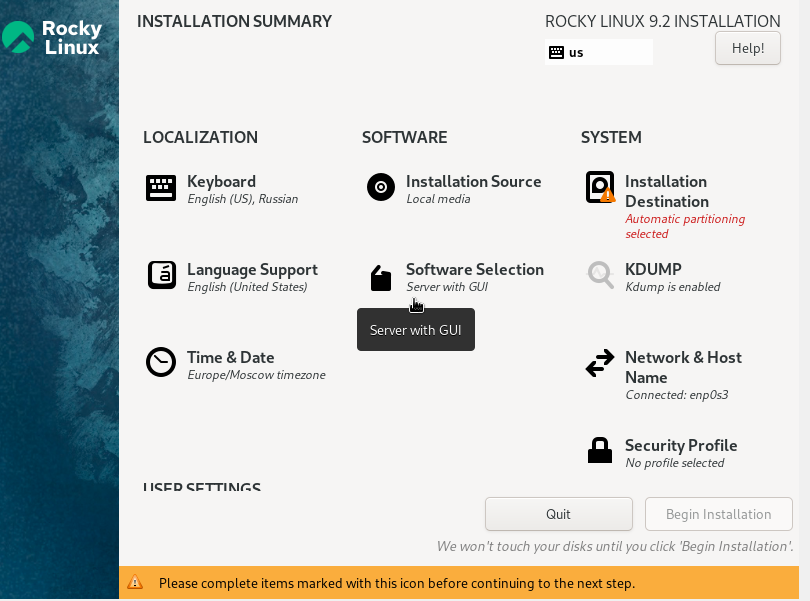 Rocky
Linux
INSTALLATION SUMMARY
ROCKY LINUX 9.2 INSTALLATION
us
Help!
LOCALIZATION
Keyboard
English (US), Russian
Language Support
English (United States)
Time & Date
Europe/Moscow timezone
SOFTWARE
Installation Source
Local media
Software Selection
Server with GUI
Server with GUI
SYSTEM
Installation
Destination
Automatic partitioning
selected
KDUMP
Kdump is enabled
Network & Host
Name
Connected: enp0s3
Security Profile
No profile selected
USER SETTINGS
Quit
Begin Installation
We won't touch your disks until you click 'Begin Installation'.
Please complete items marked with this icon before continuing to the next step.